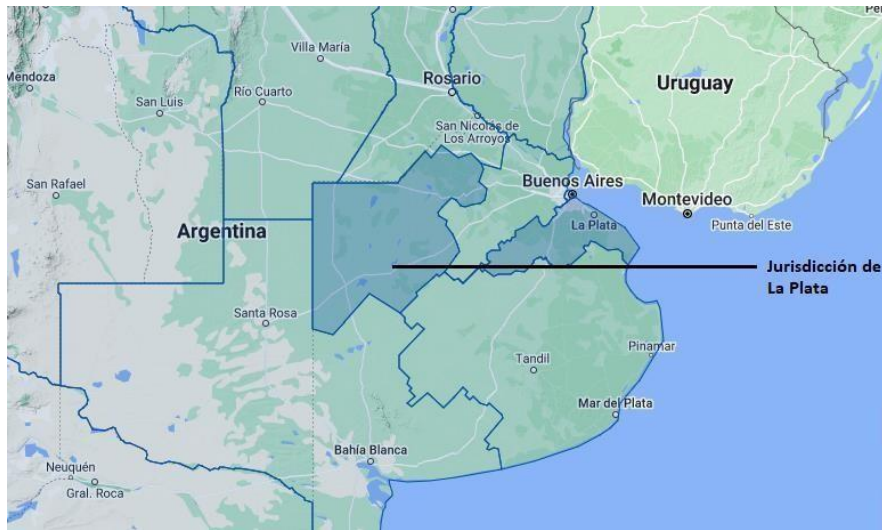 Villa María
Mendoza
San Luis
Río Cuarto
Rosario
San Nicolás de
Los Arroyos
Uruguay
San Rafael
Buenos Aires
Montevideo
La Plata
Punta del Este
Argentina
Jurisdicción de
La Plata
Santa Rosa
Tandil
Pinamar
Mar del Plata
Bahía Blanca
Neuquén
Gral. Roca